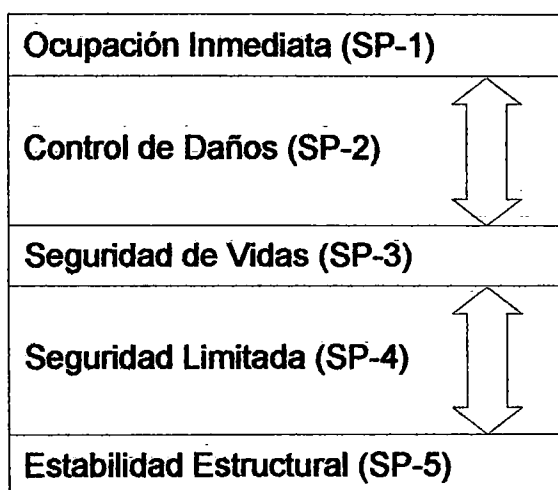 Ocupación Inmediata (SP-1)
Control de Daños (SP-2)
Seguridad de Vidas (SP-3)
Seguridad Limitada (SP-4)
Estabilidad Estructural (SP-5)